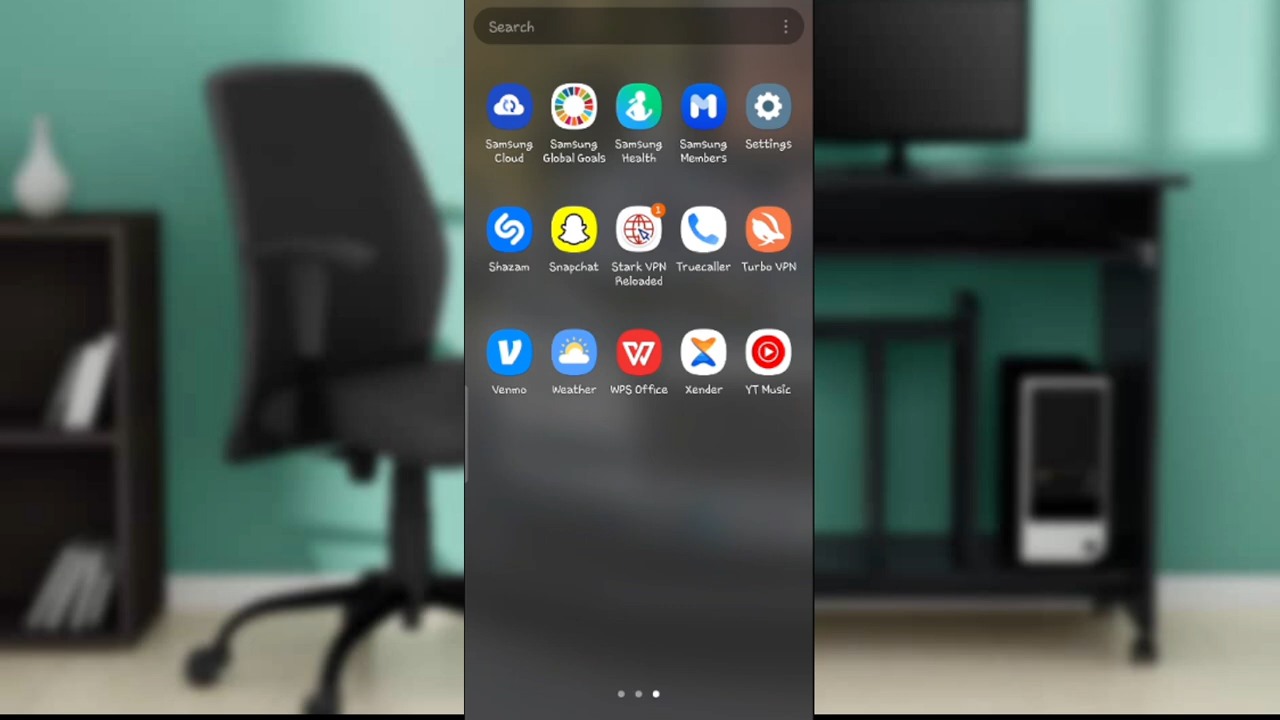 Search
Samsung Cloud
Samsung Global Goals
Samsung Health
Samsung Members
Settings
Shazam
Snapchat
1
Stark VPN Reloaded
Truecaller
Turbo VPN
Venmo
Weather
WPS Office
Xender
YT Music